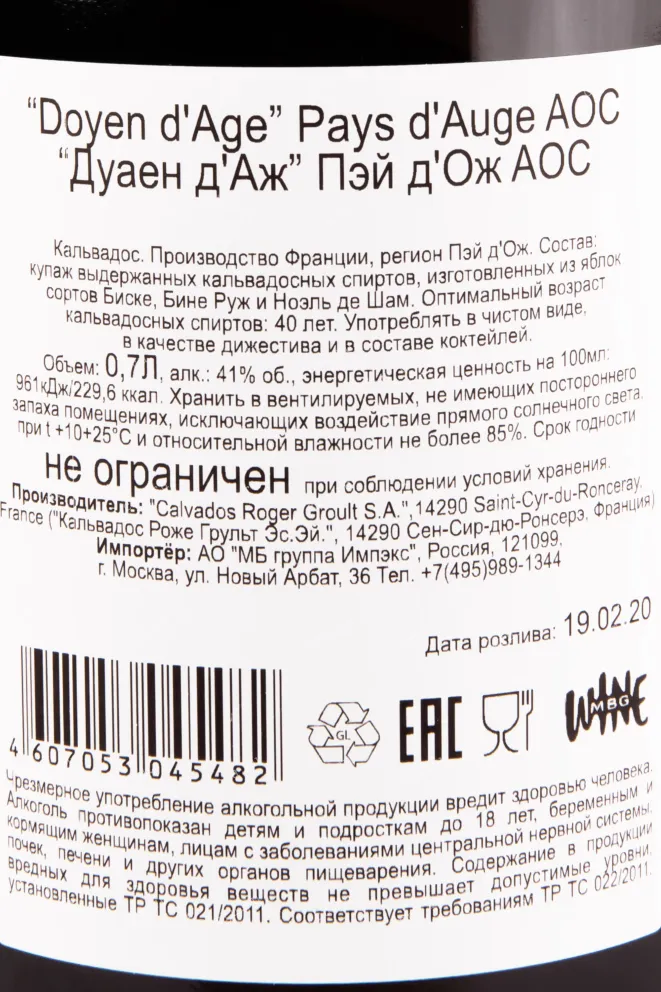 “Doyen d'Age” Pays d'Auge AOC
“Дуаен д'Аж” Пэй д'Ож АОС
Кальвадос. Производство Франции, регион Пэй д'Ож. Состав:
купаж выдержанных кальвадосных спиртов, изготовленных из яблок
сортов Биске, Бине Руж и Ноэль де Шам. Оптимальный возраст
кальвадосных спиртов: 40 лет. Употреблять в чистом виде,
в качестве дижестива и в составе коктейлей.
Объем: 0,7Л, алк.: 41% об., энергетическая ценность на 100мл:
961кДж/229,6 ккал. Хранить в вентилируемых, не имеющих постороннего
запаха помещениях, исключающих воздействие прямого солнечного света.
при t +10+25°С и относительной влажности не более 85%. Срок годности
не ограничен при соблюдении условий хранения.
Производитель: "Calvados Roger Groult S.A.",14290 Saint-Cyr-du-Ronceray,
France ("Кальвадос Роже Грульт Эс.Эй.", 14290 Сен-Сир-дю-Ронсерэ, Франция)
Импортёр: АО "МБ группа Импэкс", Россия, 121099,
г. Москва, ул. Новый Арбат, 36 Тел. +7(495)989-1344
Дата розлива: 19.02.20
GL
EAC
WINE
MBG
4 607053 045482
Чрезмерное употребление алкогольной продукции вредит здоровью человека.
Алкоголь противопоказан детям и подросткам до 18 лет, беременным и
кормящим женщинам, лицам с заболеваниями центральной нервной системы,
почек, печени и других органов пищеварения. Содержание в продукции
вредных для здоровья веществ не превышает допустимые уровни,
установленные ТР ТС 021/2011. Соответствует требованиям ТР ТС 022/2011.